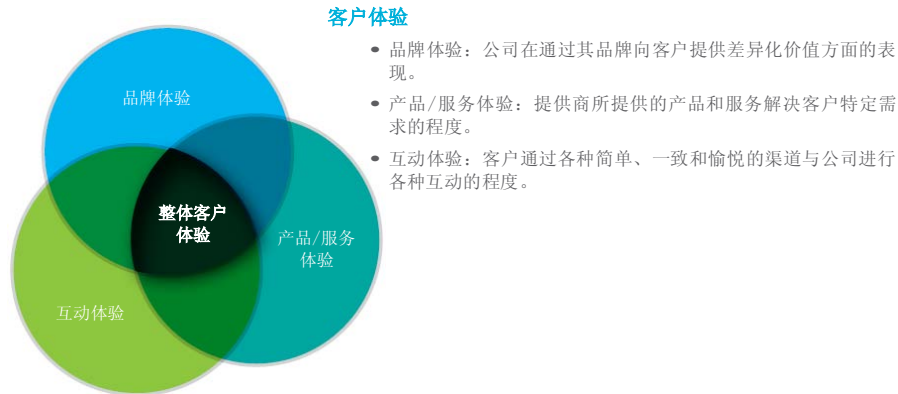 客户体验
• 品牌体验：公司在通过其品牌向客户提供差异化价值方面的表
现。
• 产品/服务体验：提供商所提供的产品和服务解决客户特定需
求的程度。
• 互动体验：客户通过各种简单、一致和愉悦的渠道与公司进行
各种互动的程度。
品牌体验
整体客户
体验
产品/服务
体验
互动体验